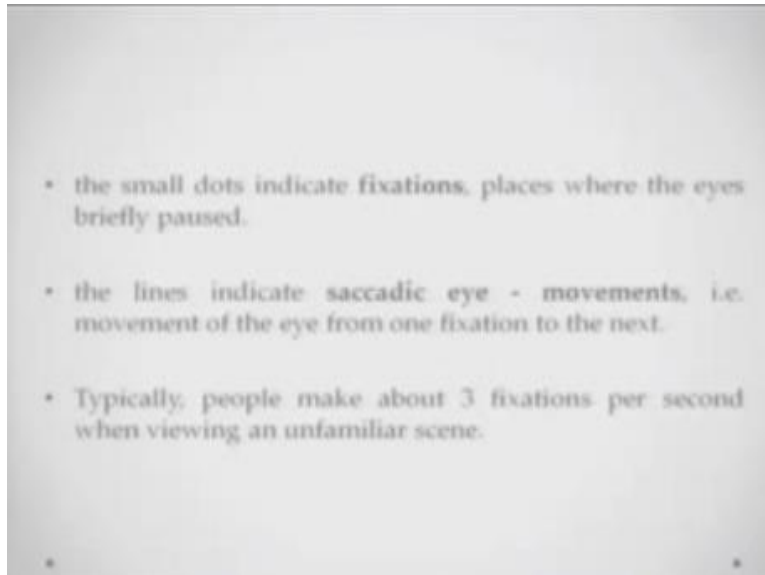 • the small dots indicate fixations, places where the eyes
briefly paused.
• the lines indicate saccadic eye - movements, i.e.
movement of the eye from one fixation to the next.
• Typically, people make about 3 fixations per second
when viewing an unfamiliar scene.